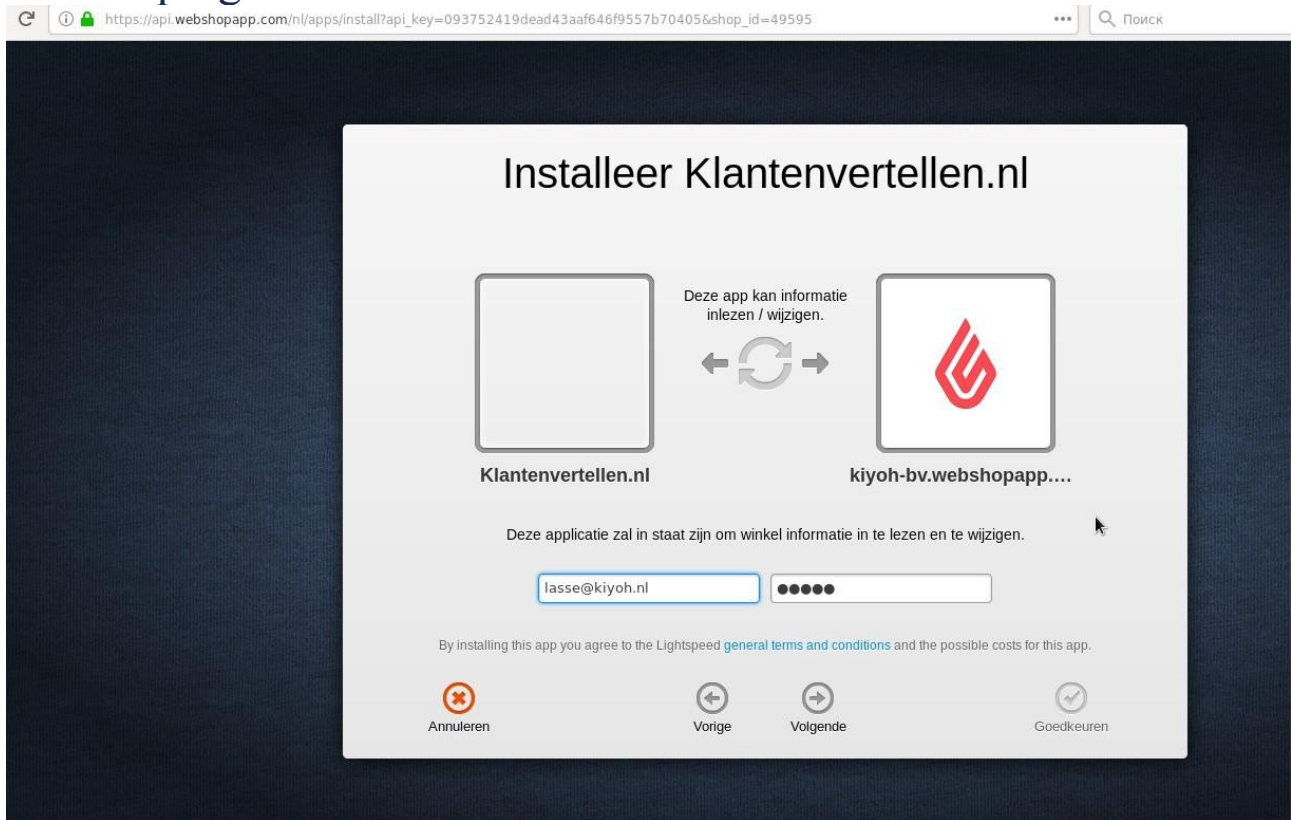 https://api.webshopapp.com/nl/apps/install?api_key=093752419dead43aaf646f9557b70405&shop_id=49595
Поиск
Installeer Klantenvertellen.nl
Deze app kan informatie
inlezen / wijzigen.
Klantenvertellen.nl
kiyoh-bv.webshopapp....
Deze applicatie zal in staat zijn om winkel informatie in te lezen en te wijzigen.
lasse@kiyoh.nl
By installing this app you agree to the Lightspeed general terms and conditions and the possible costs for this app.
Annuleren
Vorige
Volgende
Goedkeuren